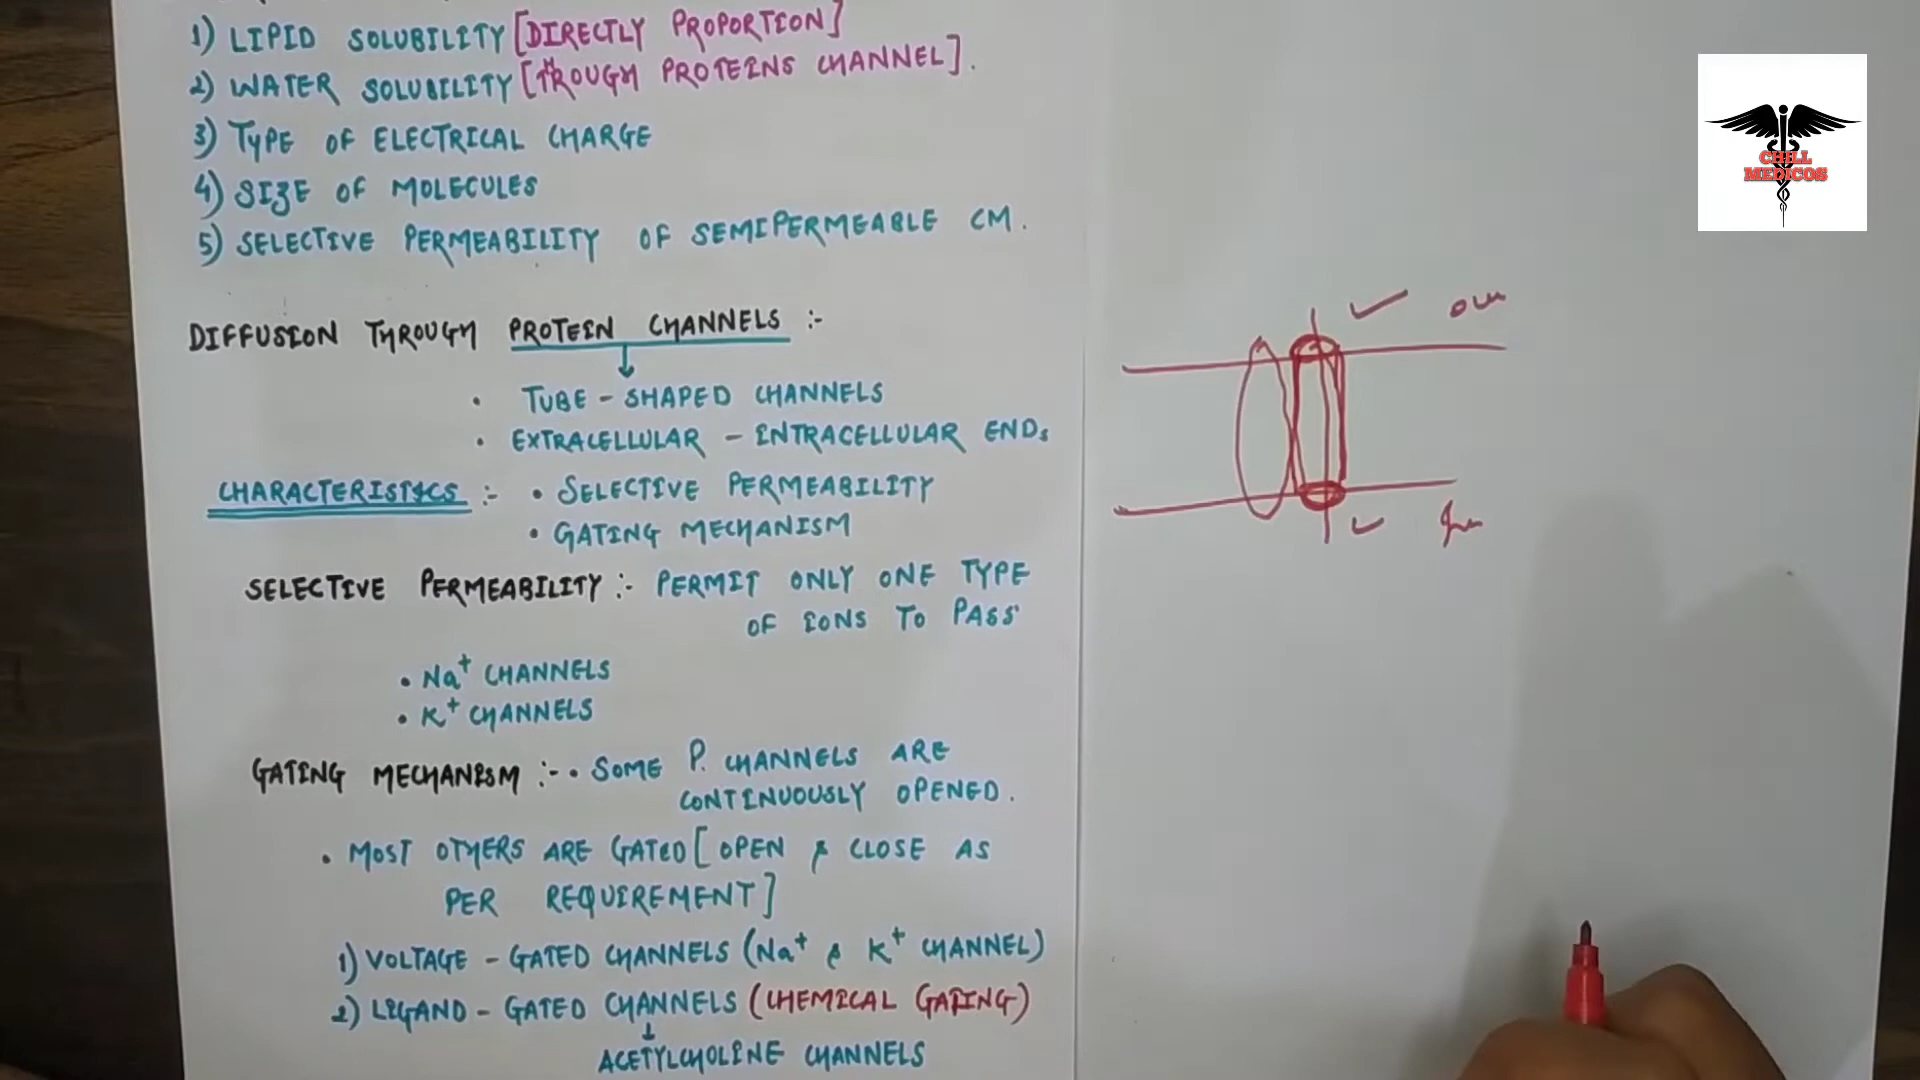 1) LIPID SOLUBILITY [DIRECTLY PROPORTION]
2) WATER SOLUBILITY [THROUGH PROTEINS CHANNEL].
3) TYPE OF ELECTRICAL CHARGE
4) SIZE OF MOLECULES
5) SELECTIVE PERMEABILITY OF SEMIPERMEABLE CM.
DIFFUSION THROUGH PROTEIN CHANNELS :-
• TUBE - SHAPED CHANNELS
• EXTRACELLULAR - INTRACELLULAR ENDs
CHARACTERISTICS :- • SELECTIVE PERMEABILITY
• GATING MECHANISM
SELECTIVE PERMEABILITY :- PERMIT ONLY ONE TYPE
OF IONS TO PASS
• Na+ CHANNELS
• K+ CHANNELS
GATING MECHANISM :- • SOME P. CHANNELS ARE
CONTINUOUSLY OPENED.
• MOST OTHERS ARE GATED [OPEN & CLOSE AS
PER REQUIREMENT]
1) VOLTAGE - GATED CHANNELS (Na+ & K+ CHANNEL)
2) LIGAND - GATED CHANNELS (CHEMICAL GATING)
ACETYLCHOLINE CHANNELS
CHILL
MEDICOS